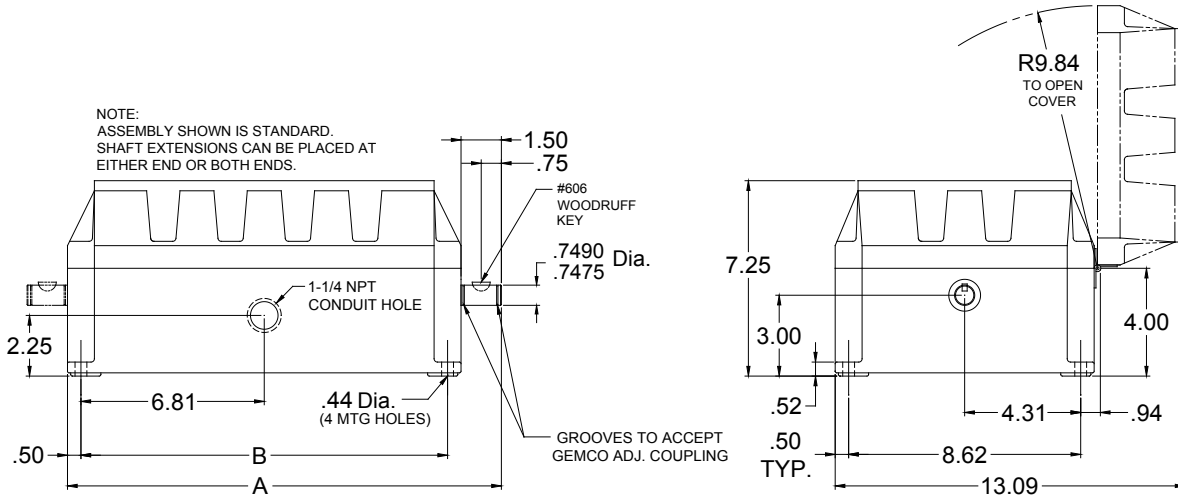 NOTE:
ASSEMBLY SHOWN IS STANDARD.
SHAFT EXTENSIONS CAN BE PLACED AT
EITHER END OR BOTH ENDS.
1.50
.75
#606
WOODRUFF
KEY
.7490
.7475 Dia.
1-1/4 NPT
CONDUIT HOLE
2.25
6.81
.44 Dia.
(4 MTG HOLES)
.50
B
A
GROOVES TO ACCEPT
GEMCO ADJ. COUPLING
R9.84
TO OPEN
COVER
7.25
3.00
4.00
.52
4.31
.94
.50
TYP.
8.62
13.09